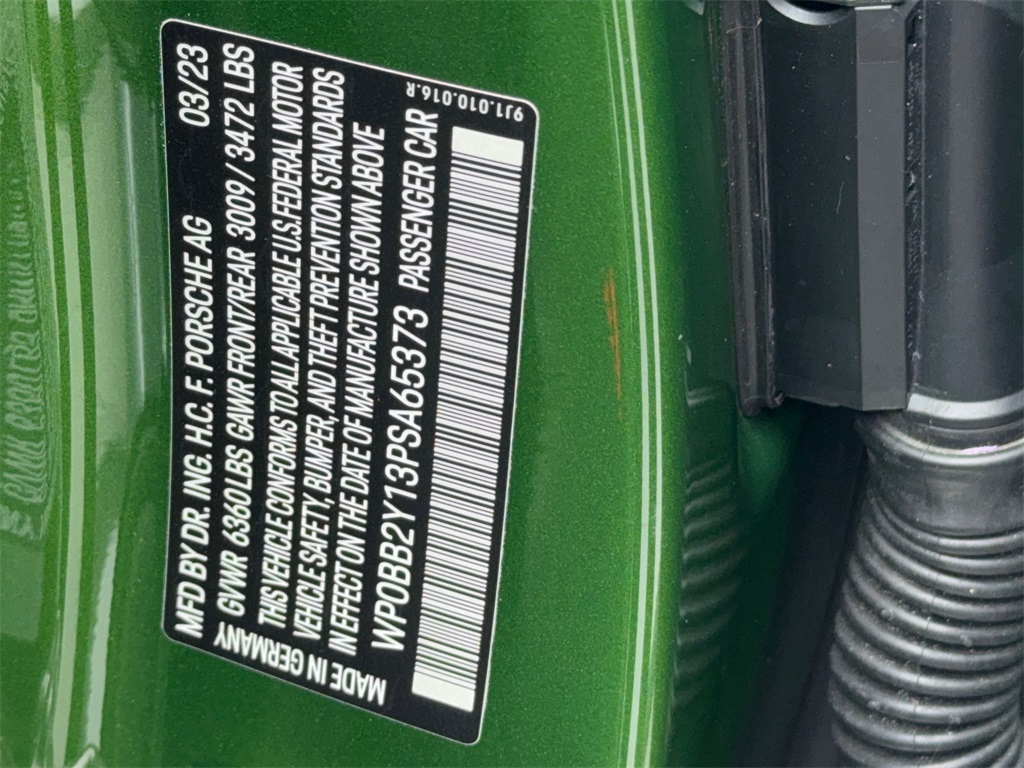 MFD BY DR. ING. H.C. F. PORSCHE AG 03/23
GVWR 6360LBS GAWR FRONT/REAR 3009/3472 LBS
THIS VEHICLE CONFORMS TO ALL APPLICABLE U.S. FEDERAL MOTOR
VEHICLE SAFETY, BUMPER, AND THEFT PREVENTION STANDARDS
IN EFFECT ON THE DATE OF MANUFACTURE SHOWN ABOVE
WP0BB2Y13PSA65373 PASSENGER CAR
MADE IN GERMANY
9J1.010.016.R